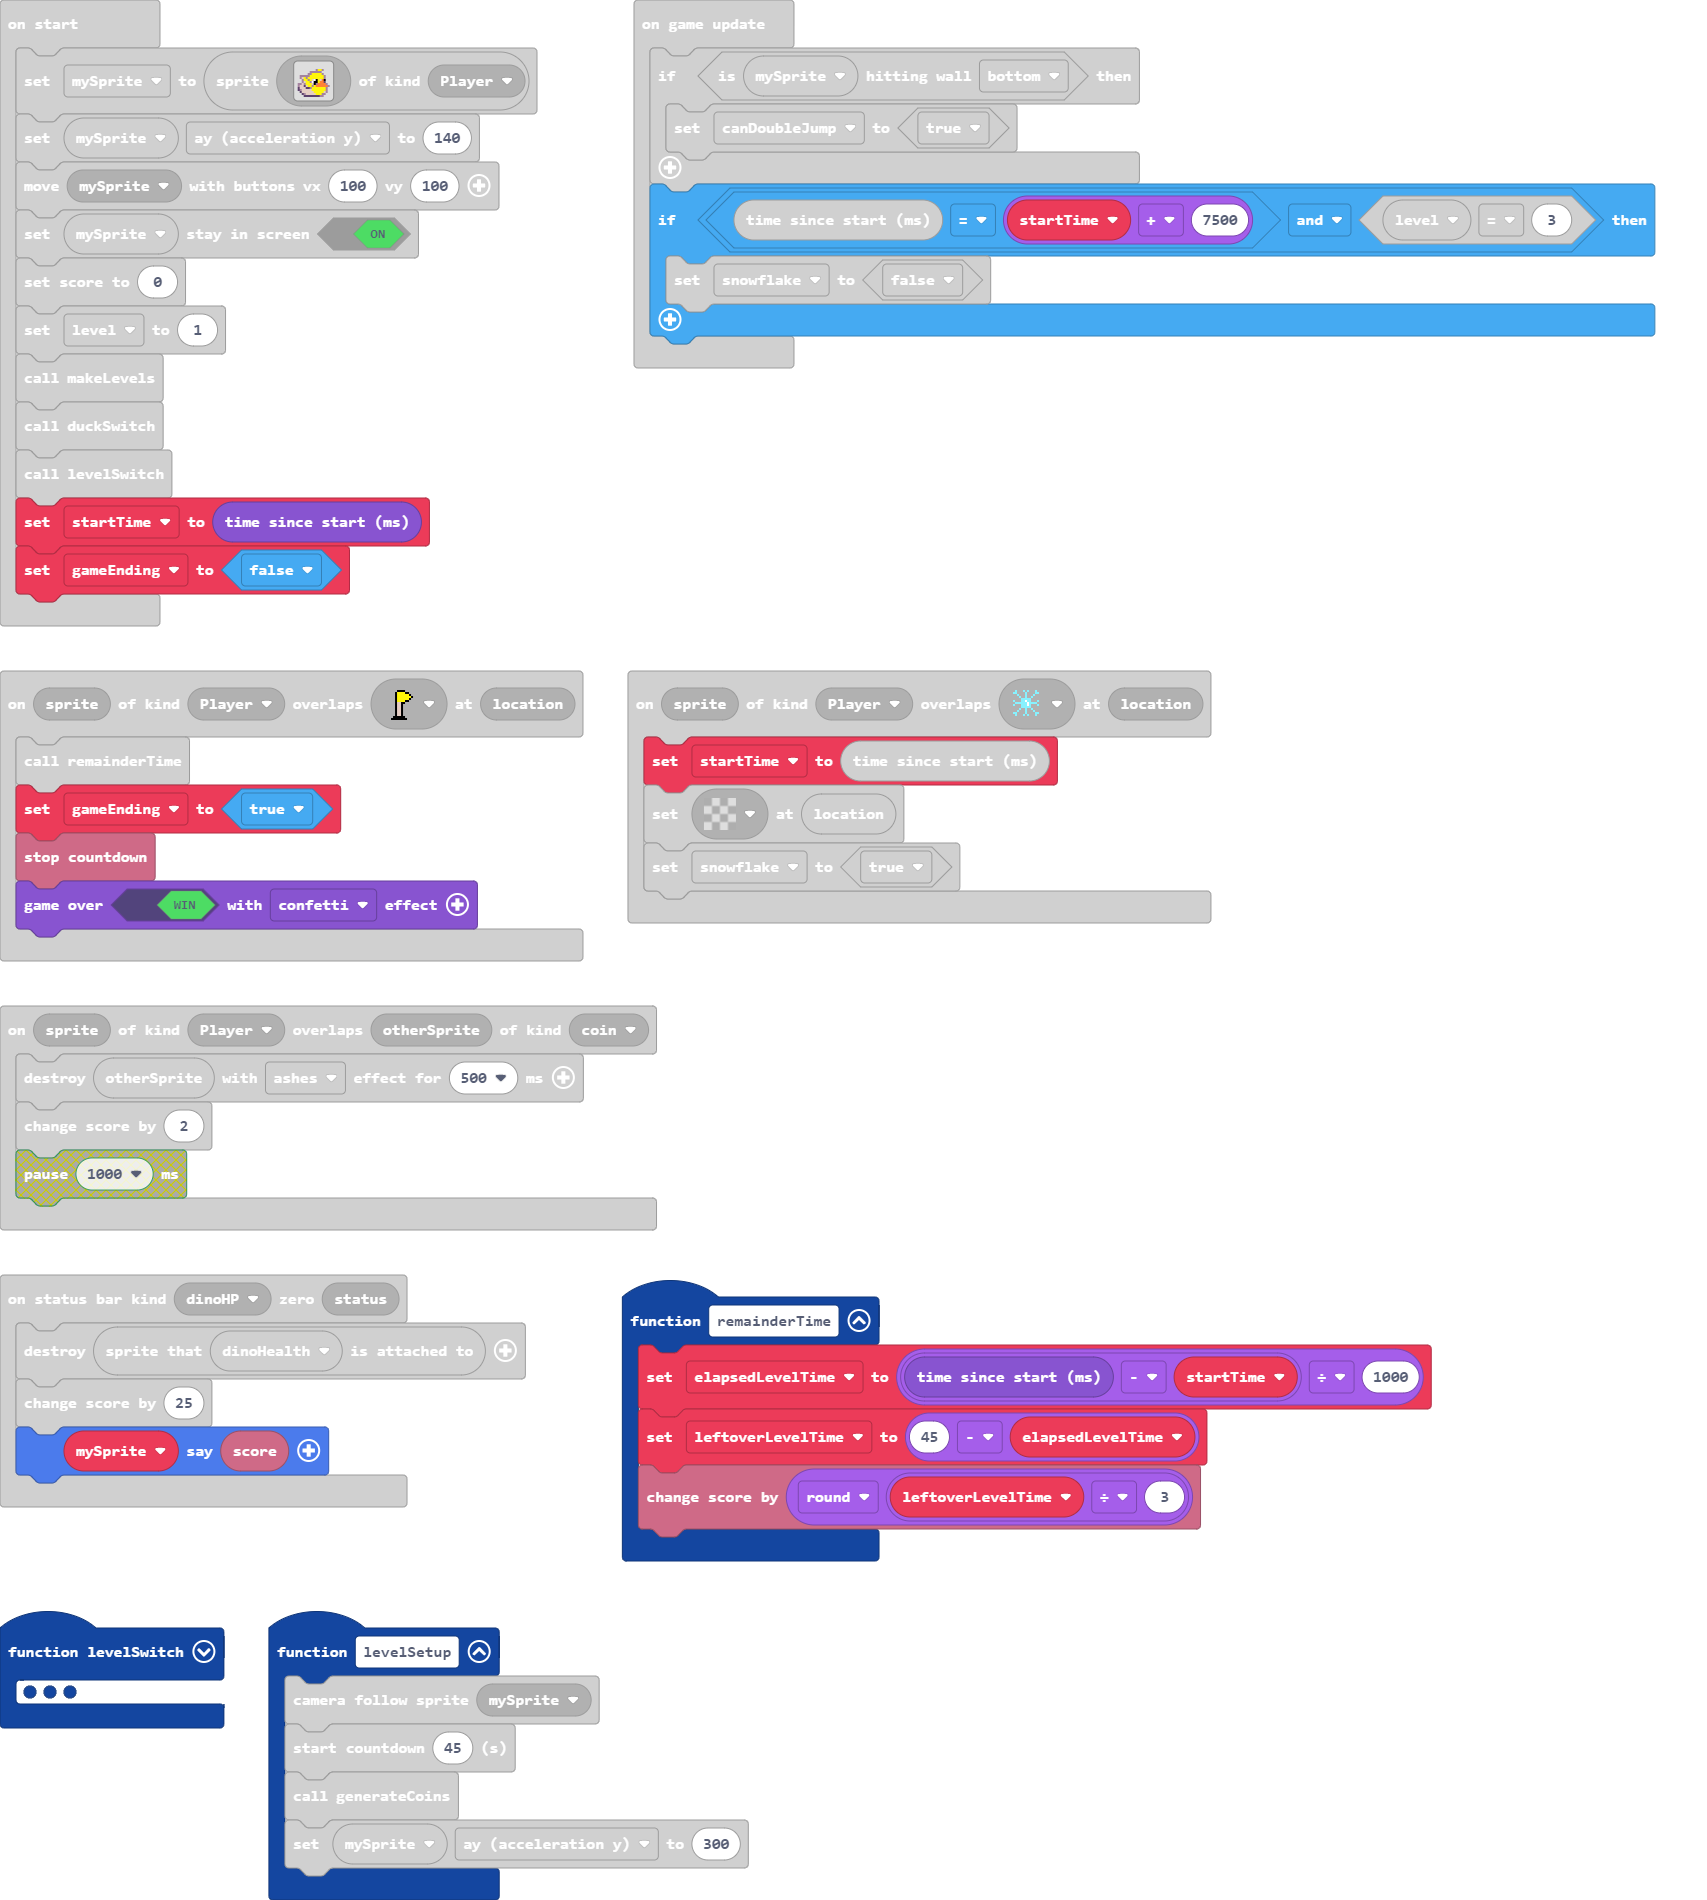 on start
set mySprite to sprite of kind Player
set mySprite ay (acceleration y) to 140
move mySprite with buttons vx 100 vy 100
set mySprite stay in screen ON
set score to 0
set level to 1
call makeLevels
call duckSwitch
call levelSwitch
set startTime to time since start (ms)
set gameEnding to false
on game update
if is mySprite hitting wall bottom then
set canDoubleJump to true
if time since start (ms) = startTime + 7500 and level = 3 then
set snowflake to false
on sprite of kind Player overlaps at location
call remainderTime
set gameEnding to true
stop countdown
game over WIN with confetti effect
on sprite of kind Player overlaps at location
set startTime to time since start (ms)
set at location
set snowflake to true
on sprite of kind Player overlaps otherSprite of kind coin
destroy otherSprite with ashes effect for 500 ms
change score by 2
pause 1000 ms
on status bar kind dinoHP zero status
destroy sprite that dinoHealth is attached to
change score by 25
mySprite say score
function remainderTime
set elapsedLevelTime to time since start (ms) - startTime ÷ 1000
set leftoverLevelTime to 45 - elapsedLevelTime
change score by round leftoverLevelTime ÷ 3
function levelSwitch
function levelSetup
camera follow sprite mySprite
start countdown 45 (s)
call generateCoins
set mySprite ay (acceleration y) to 300